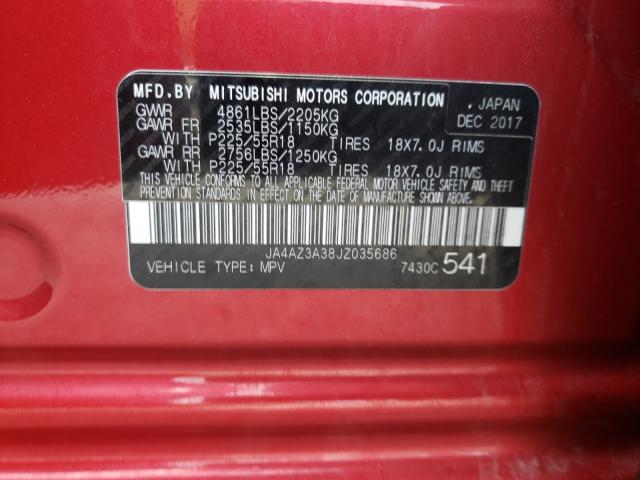 MFD.BY MITSUBISHI MOTORS CORPORATION , JAPAN
GVWR 4861LBS/2205KG DEC 2017
GAWR FR 2535LBS/1150KG
WITH P225/55R18 TIRES 18X7.0J RIMS
GAWR RR 2756LBS/1250KG
WITH P225/55R18 TIRES 18X7.0J RIMS
THIS VEHICLE CONFORMS TO ALL APPLICABLE FEDERAL MOTOR VEHICLE SAFETY AND THEFT
PREVENTION STANDARDS IN EFFECT ON THE DATE OF MANUFACTURE SHOWN ABOVE.
JA4AZ3A38JZ035686
VEHICLE TYPE: MPV 7430C 541